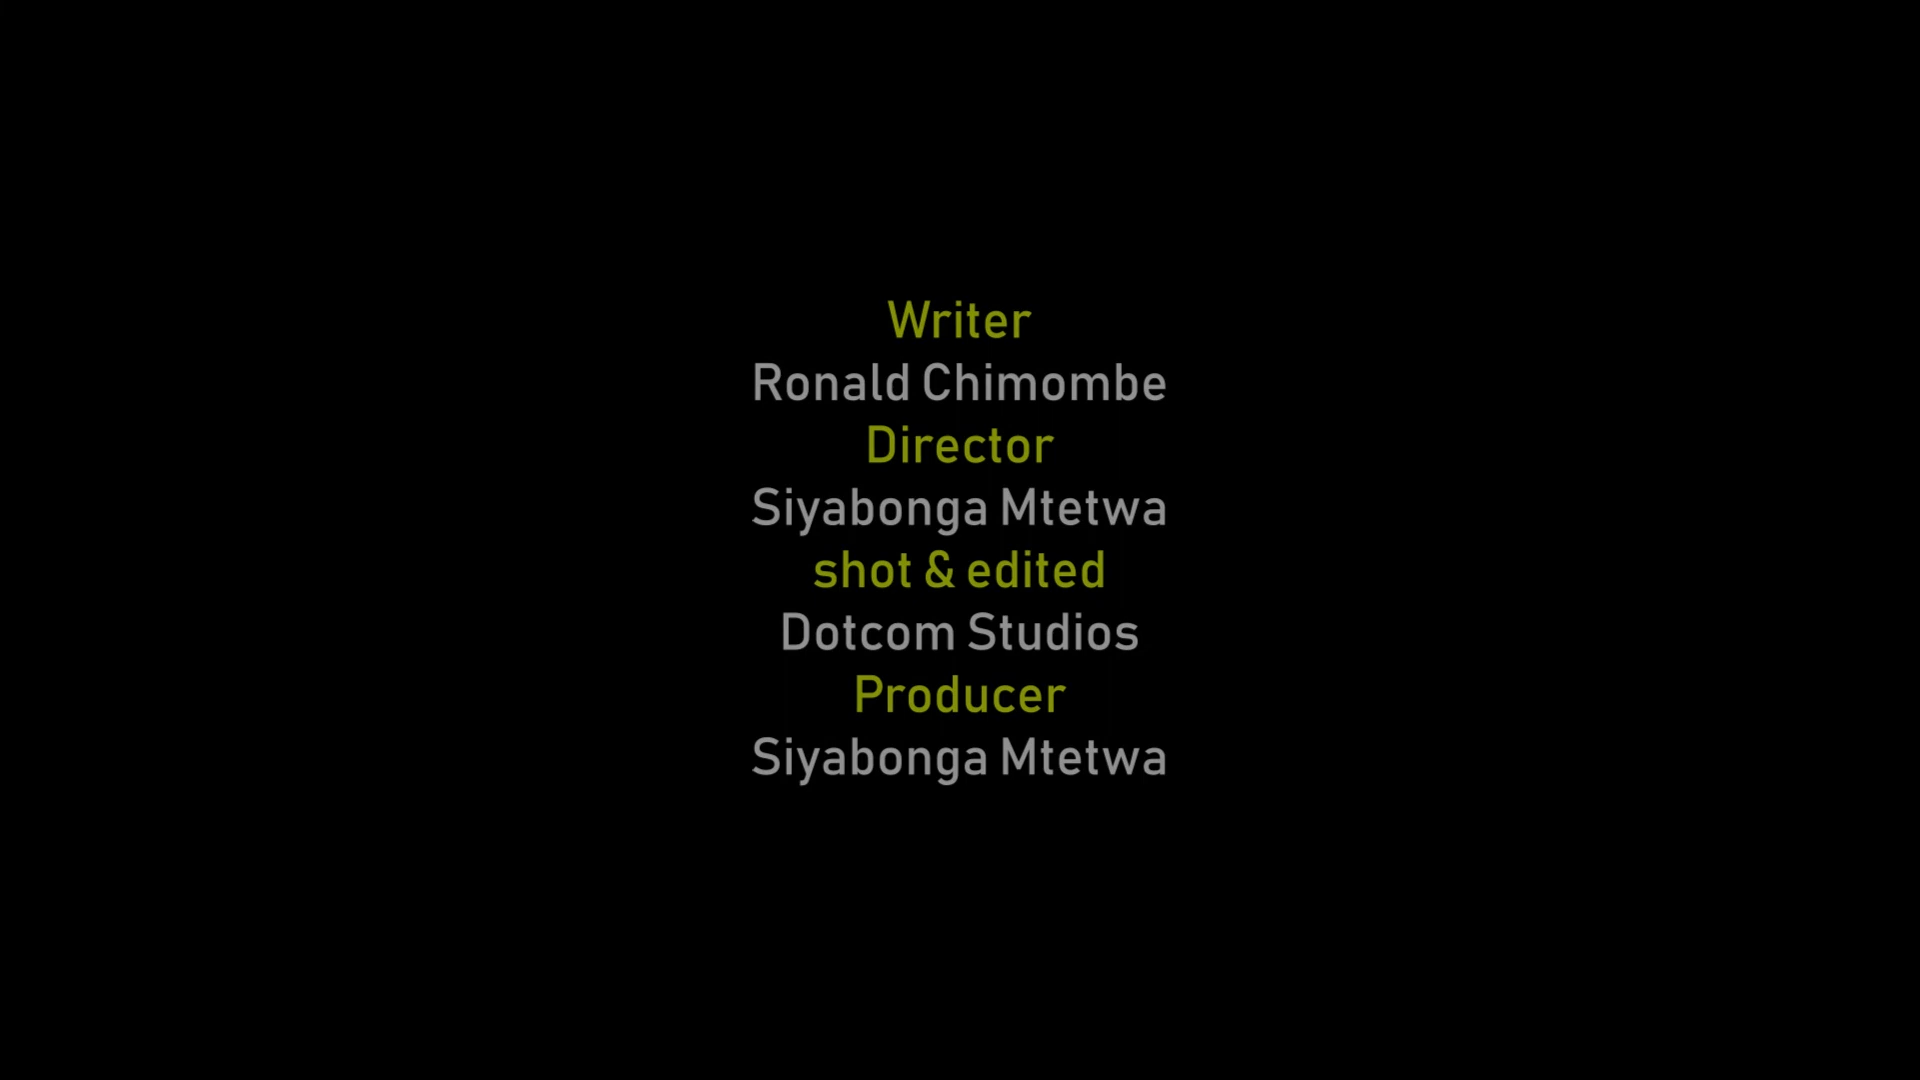 Writer
Ronald Chimombe
Director
Siyabonga Mtetwa
shot & edited
Dotcom Studios
Producer
Siyabonga Mtetwa